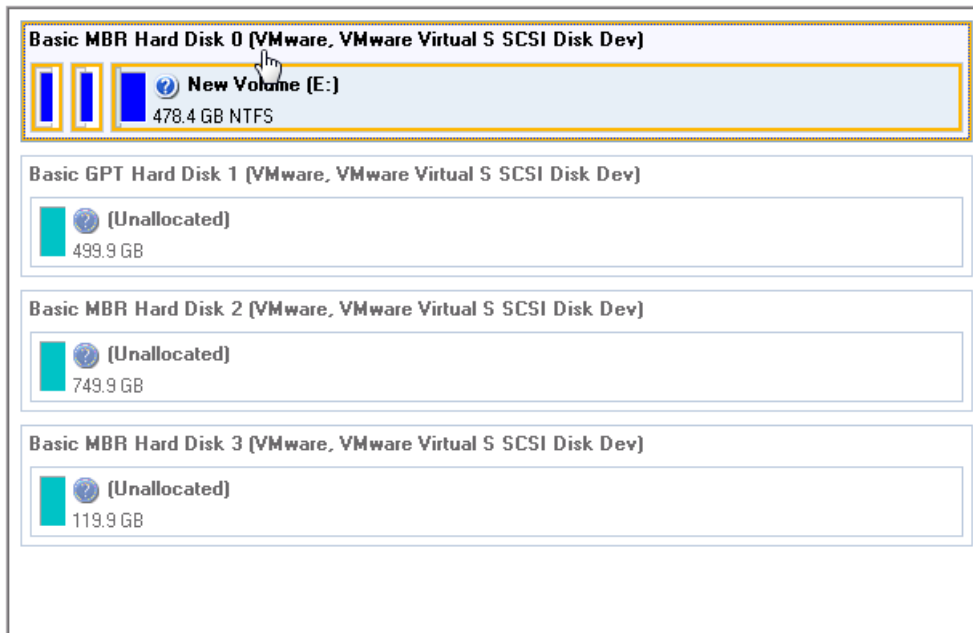 Basic MBR Hard Disk 0 (VMware, VMware Virtual S SCSI Disk Dev)
New Volume (E:)
478.4 GB NTFS
Basic GPT Hard Disk 1 (VMware, VMware Virtual S SCSI Disk Dev)
(Unallocated)
499.9 GB
Basic MBR Hard Disk 2 (VMware, VMware Virtual S SCSI Disk Dev)
(Unallocated)
749.9 GB
Basic MBR Hard Disk 3 (VMware, VMware Virtual S SCSI Disk Dev)
(Unallocated)
119.9 GB